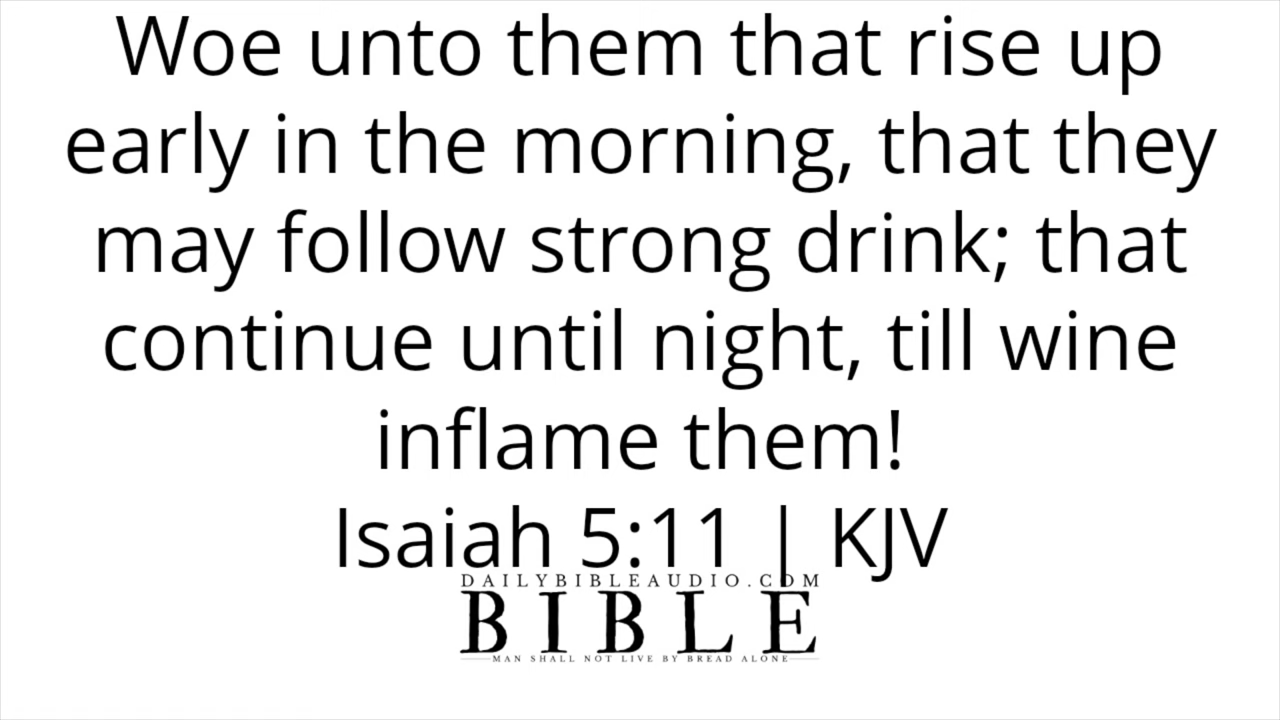 Woe unto them that rise up
early in the morning, that they
may follow strong drink; that
continue until night, till wine
inflame them!
Isaiah 5:11 | KJV
DAILYBIBLEAUDIO.COM
BIBLE
MAN SHALL NOT LIVE BY BREAD ALONE